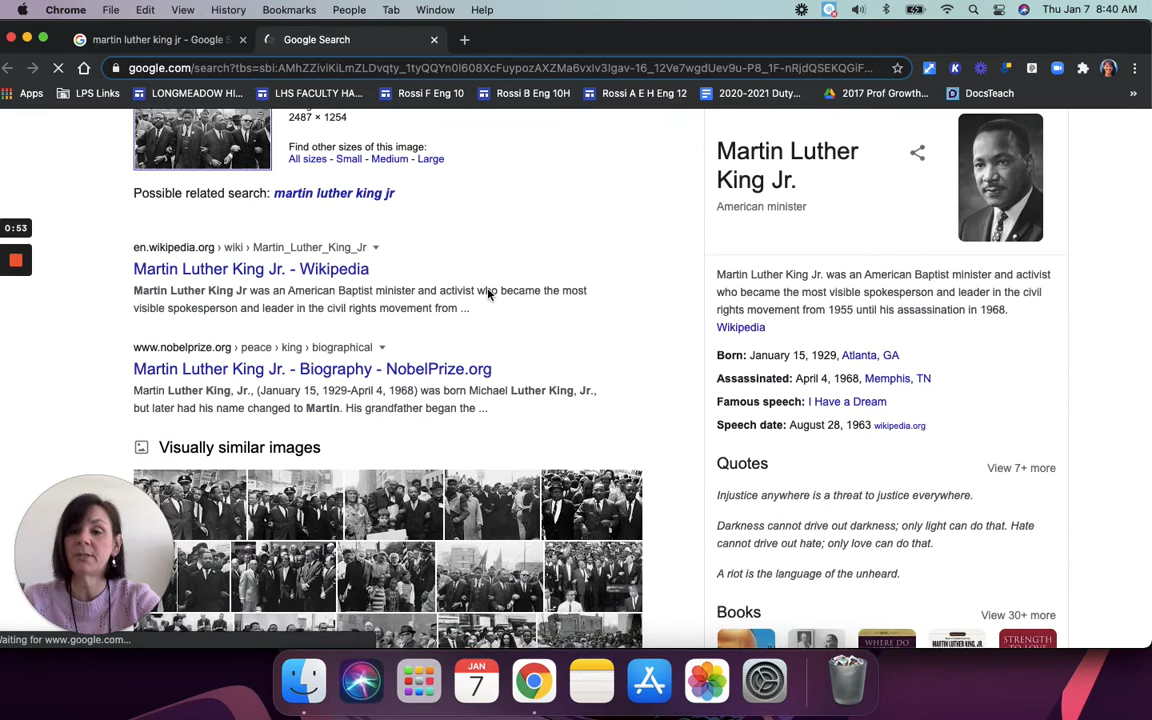 Chrome File Edit View History Bookmarks People Tab Window Help Thu Jan 7 8:40 AM
martin luther king jr - Google S Google Search
google.com/search?tbs=sbi:AMhZZiviKiLmZLDvqty_1tyQQYn0l608XcFuypozAXZMa6vxlv3Igav-16_12Ve7wgdUev9u-P8_1F-nRjdQSEKQGiF...
Apps LPS Links LONGMEADOW HI... LHS FACULTY HA... Rossi F Eng 10 Rossi B Eng 10H Rossi A E H Eng 12 2020-2021 Duty... 2017 Prof Growth... DocsTeach »
2487 × 1254
Find other sizes of this image:
All sizes - Small - Medium - Large
Possible related search: martin luther king jr
en.wikipedia.org › wiki › Martin_Luther_King_Jr
Martin Luther King Jr. - Wikipedia
Martin Luther King Jr was an American Baptist minister and activist who became the most
visible spokesperson and leader in the civil rights movement from ...
www.nobelprize.org › peace › king › biographical
Martin Luther King Jr. - Biography - NobelPrize.org
Martin Luther King, Jr., (January 15, 1929-April 4, 1968) was born Michael Luther King, Jr.,
but later had his name changed to Martin. His grandfather began the ...
Visually similar images
Martin Luther
King Jr.
American minister
Martin Luther King Jr. was an American Baptist minister and activist
who became the most visible spokesperson and leader in the civil
rights movement from 1955 until his assassination in 1968.
Wikipedia
Born: January 15, 1929, Atlanta, GA
Assassinated: April 4, 1968, Memphis, TN
Famous speech: I Have a Dream
Speech date: August 28, 1963 wikipedia.org
Quotes View 7+ more
Injustice anywhere is a threat to justice everywhere.
Darkness cannot drive out darkness; only light can do that. Hate
cannot drive out hate; only love can do that.
A riot is the language of the unheard.
Books View 30+ more
WHERE DO
MARTIN LUTHER KING, JR.
STRENGTH
TO LOVE
0:53
Waiting for www.google.com...
JAN
7